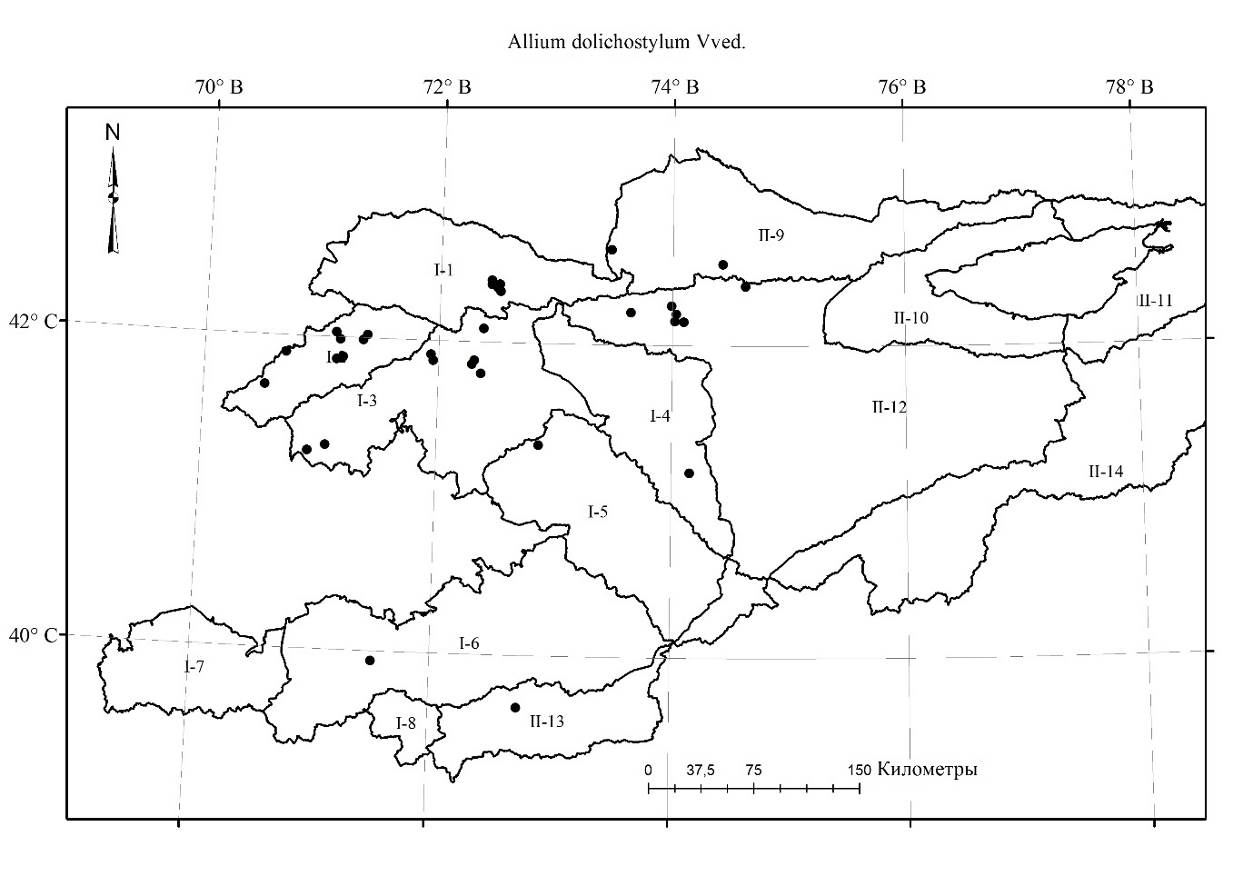 Allium dolichostylum Vved.
70° В 72° В 74° В 76° В 78° В
N
II-9
I-1
II-11
42° С
II-10
I
I-3
II-12
I-4
II-14
I-5
40° С
I-6
I-7
I-8
II-13
0 37,5 75 150 Километры